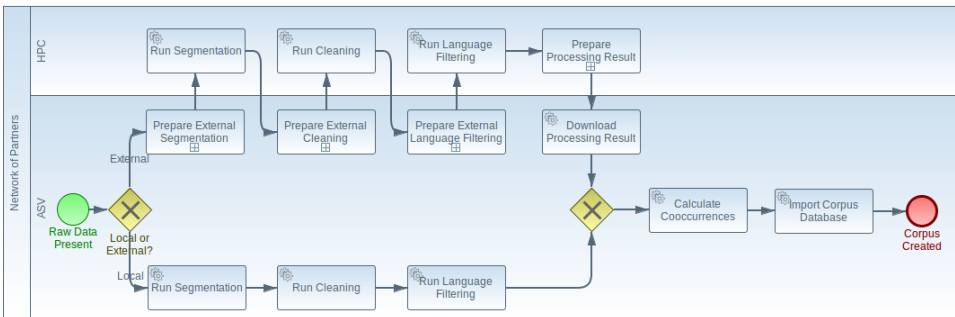 Network of Partners
HPC
Run Segmentation
Run Cleaning
Run Language
Filtering
Prepare
Processing Result
ASV
Prepare External
Segmentation
Prepare External
Cleaning
Prepare External
Language Filtering
Download
Processing Result
External
Raw Data
Present
Local or
External?
Calculate
Cooccurrences
Import Corpus
Database
Corpus
Created
Local
Run Segmentation
Run Cleaning
Run Language
Filtering